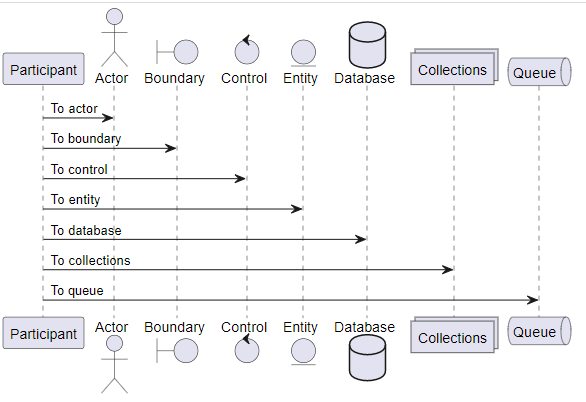 Participant Actor Boundary Control Entity Database Collections Queue
To actor
To boundary
To control
To entity
To database
To collections
To queue
Participant Actor Boundary Control Entity Database Collections Queue